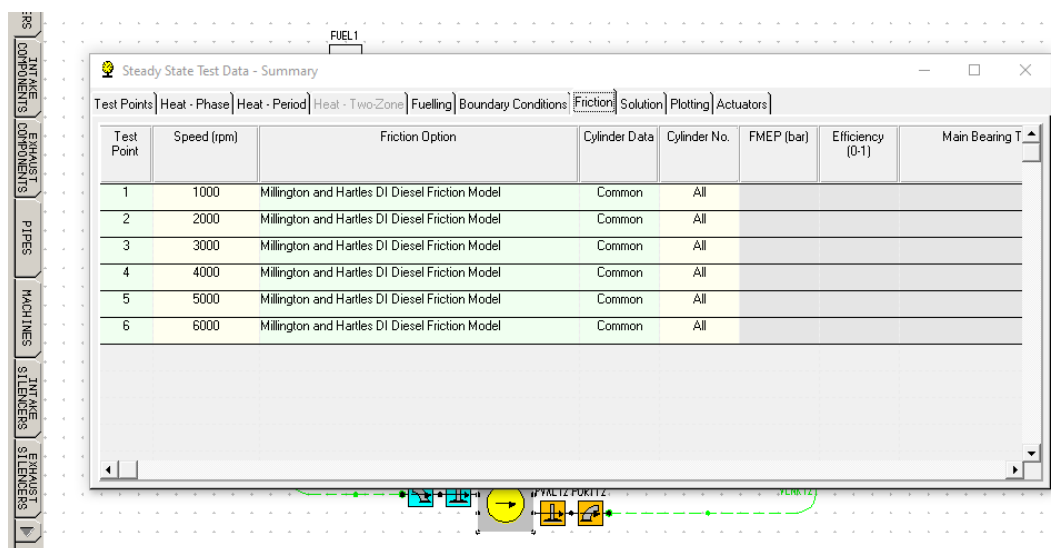 FUEL1
Steady State Test Data - Summary
Test Points Heat - Phase Heat - Period Heat - Two-Zone Fuelling Boundary Conditions Friction Solution Plotting Actuators
Test Point Speed (rpm) Friction Option Cylinder Data Cylinder No. FMEP (bar) Efficiency (0-1) Main Bearing T
1 1000 Millington and Hartles DI Diesel Friction Model Common All
2 2000 Millington and Hartles DI Diesel Friction Model Common All
3 3000 Millington and Hartles DI Diesel Friction Model Common All
4 4000 Millington and Hartles DI Diesel Friction Model Common All
5 5000 Millington and Hartles DI Diesel Friction Model Common All
6 6000 Millington and Hartles DI Diesel Friction Model Common All
ERS
INTAKE
COMPONENTS
EXHAUST
COMPONENTS
PIPES
MACHINES
INTAKE
SILENCERS
EXHAUST
SILENCERS